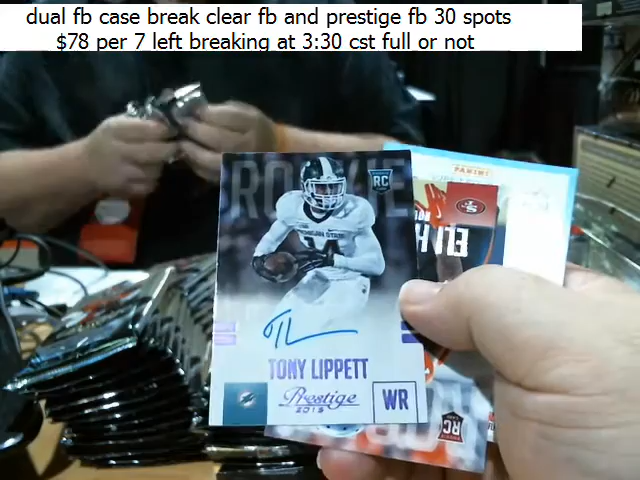 dual fb case break clear fb and prestige fb 30 spots
$78 per 7 left breaking at 3:30 cst full or not
ROOKIE
RC
PANINI
TONY LIPPETT
Prestige
2015
WR
RC